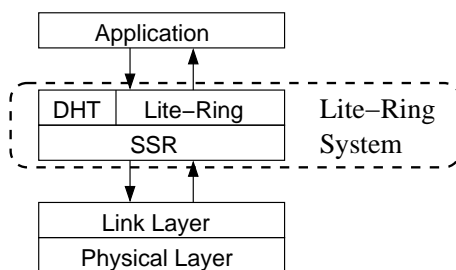 Application
DHT
Lite–Ring
SSR
Lite–Ring
System
Link Layer
Physical Layer